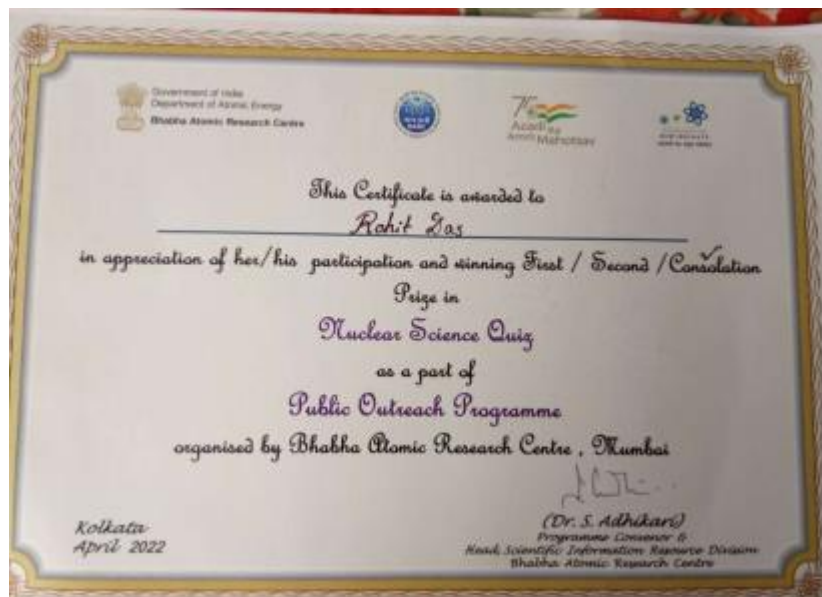 Government of India
Department of Atomic Energy
Bhabha Atomic Research Centre
75
Azadi Ka
Amrit Mahotsav
This Certificate is awarded to
Rohit Das
in appreciation of her/his participation and winning First / Second /Consolation
Prize in
Nuclear Science Quiz
as a part of
Public Outreach Programme
organised by Bhabha Atomic Research Centre , Mumbai
Kolkata
April 2022
(Dr. S. Adhikari)
Programme Convenor &
Head, Scientific Information Resource Division
Bhabha Atomic Research Centre